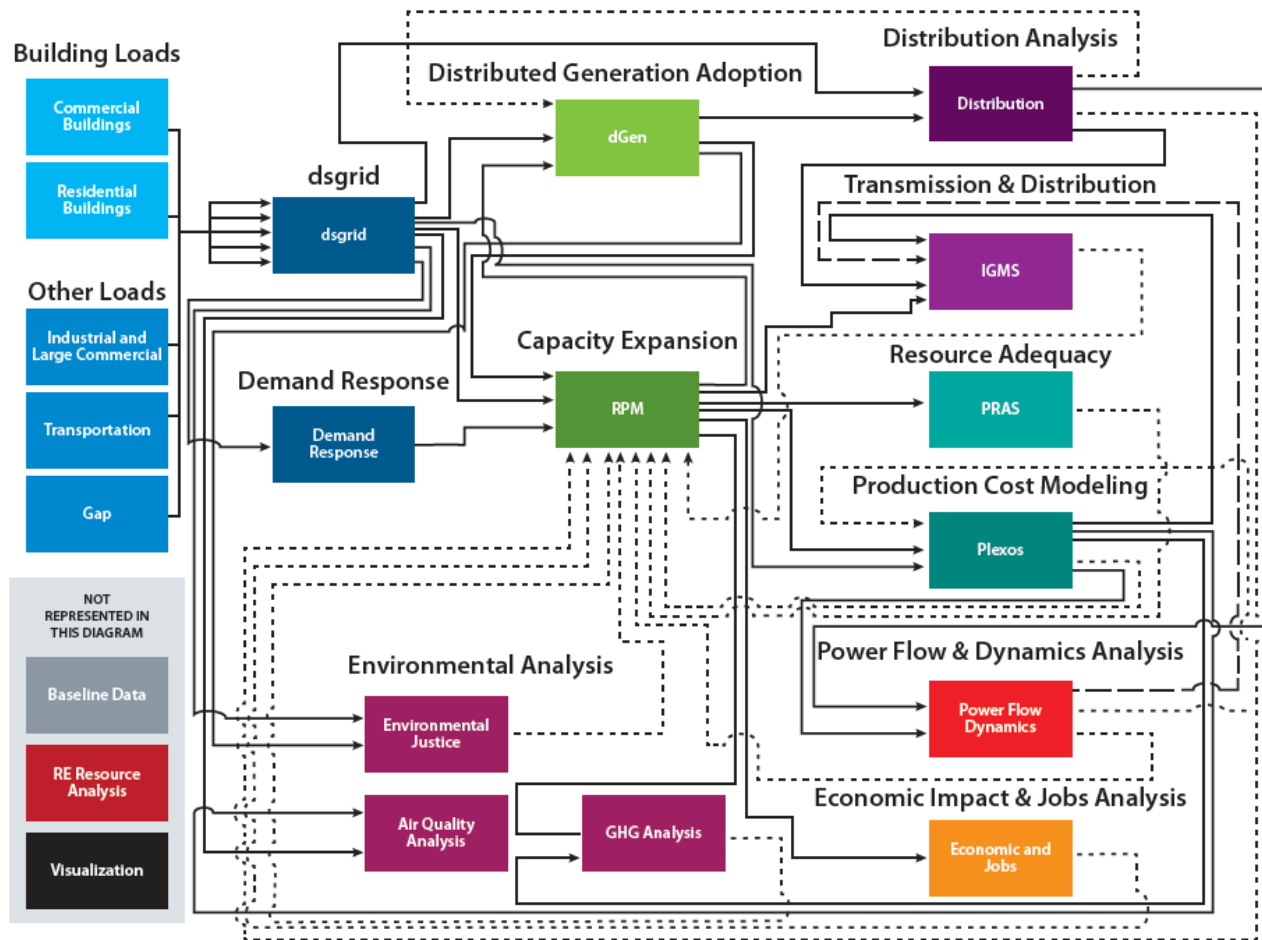 Building Loads
Commercial
Buildings
Residential
Buildings
Other Loads
Industrial and
Large Commercial
Transportation
Gap
NOT
REPRESENTED IN
THIS DIAGRAM
Baseline Data
RE Resource
Analysis
Visualization
dsgrid
dsgrid
Demand Response
Demand
Response
Distributed Generation Adoption
dGen
Capacity Expansion
RPM
Environmental Analysis
Environmental
Justice
Air Quality
Analysis
GHG Analysis
Distribution Analysis
Distribution
Transmission & Distribution
IGMS
Resource Adequacy
PRAS
Production Cost Modeling
Plexos
Power Flow & Dynamics Analysis
Power Flow
Dynamics
Economic Impact & Jobs Analysis
Economic and
Jobs